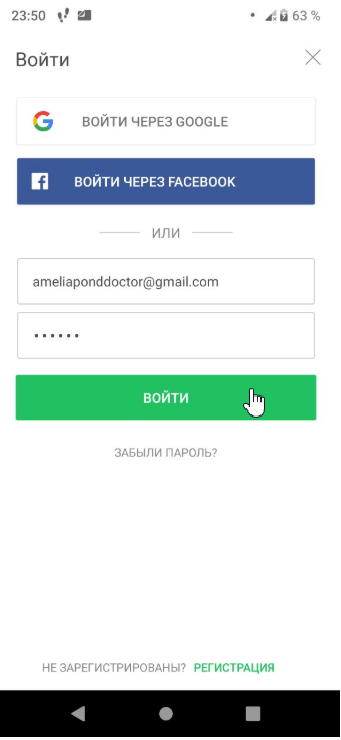 23:50 63 %
Войти
ВОЙТИ ЧЕРЕЗ GOOGLE
ВОЙТИ ЧЕРЕЗ FACEBOOK
ИЛИ
ameliaponddoctor@gmail.com
••••••
ВОЙТИ
ЗАБЫЛИ ПАРОЛЬ?
НЕ ЗАРЕГИСТРИРОВАНЫ? РЕГИСТРАЦИЯ